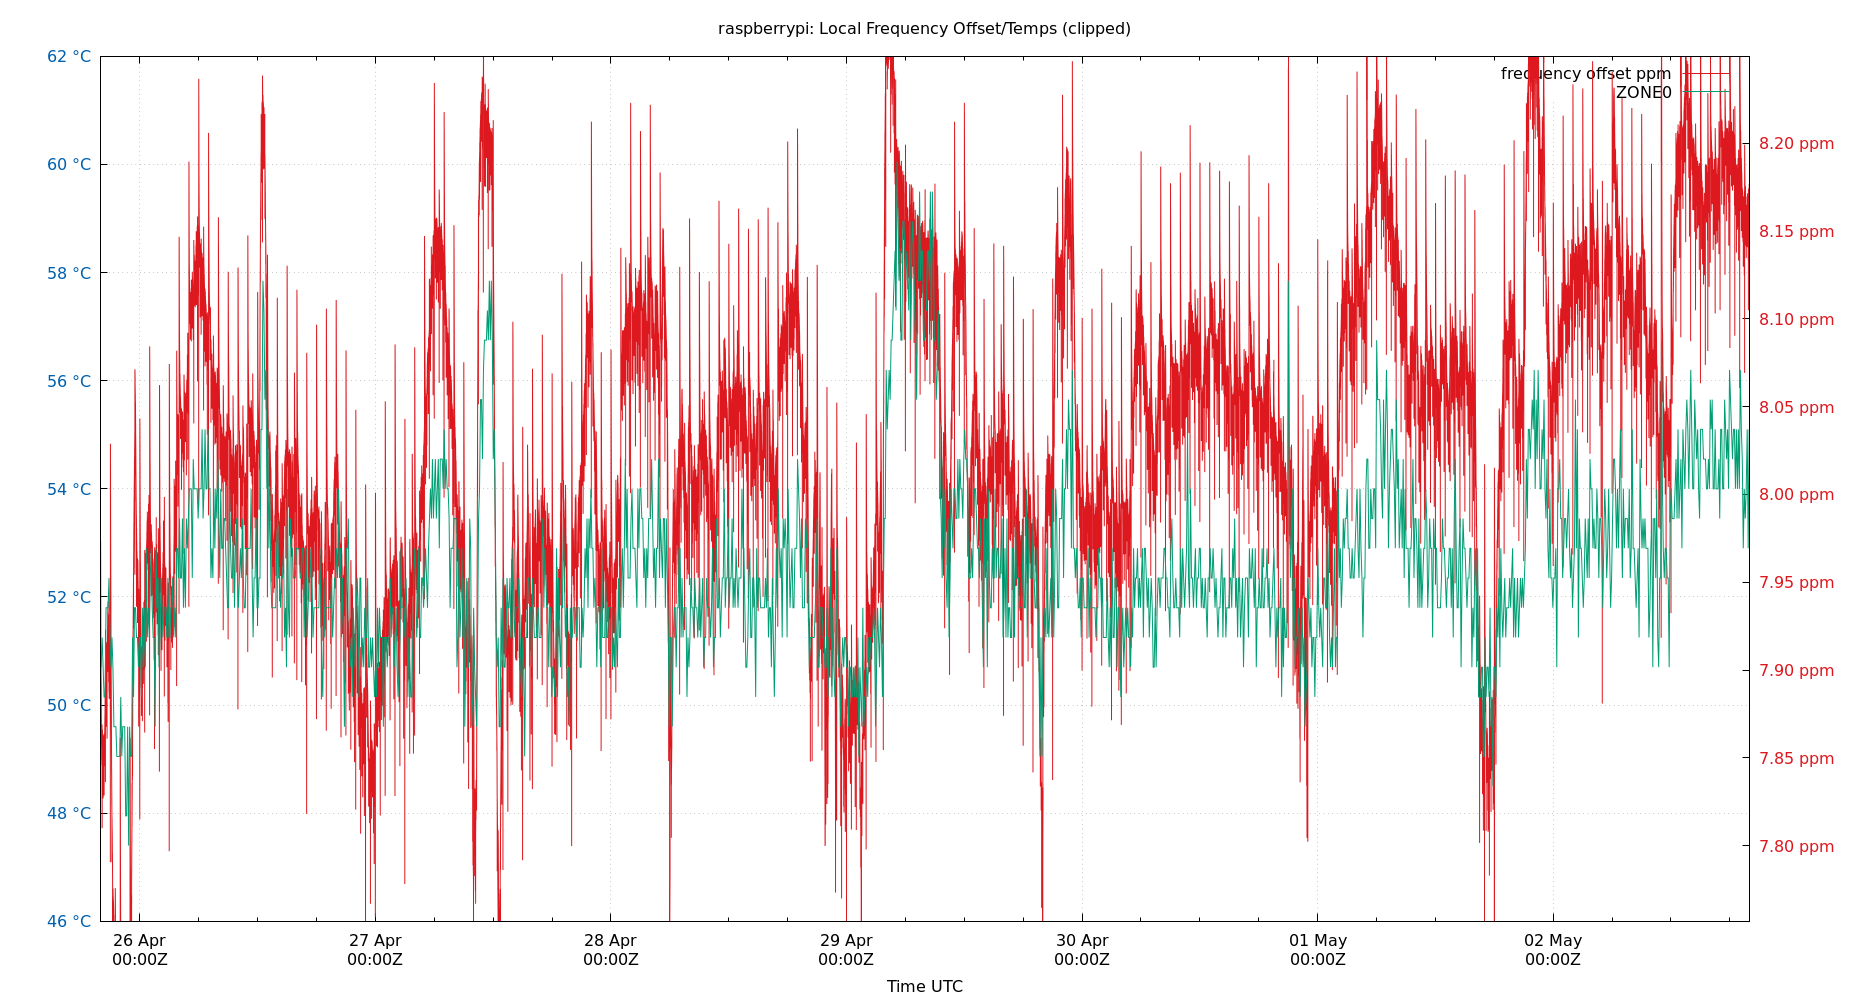 raspberrypi: Local Frequency Offset/Temps (clipped)
62 °C
60 °C
58 °C
56 °C
54 °C
52 °C
50 °C
48 °C
46 °C
frequency offset ppm
ZONE0
8.20 ppm
8.15 ppm
8.10 ppm
8.05 ppm
8.00 ppm
7.95 ppm
7.90 ppm
7.85 ppm
7.80 ppm
26 Apr
00:00Z
27 Apr
00:00Z
28 Apr
00:00Z
29 Apr
00:00Z
30 Apr
00:00Z
01 May
00:00Z
02 May
00:00Z
Time UTC